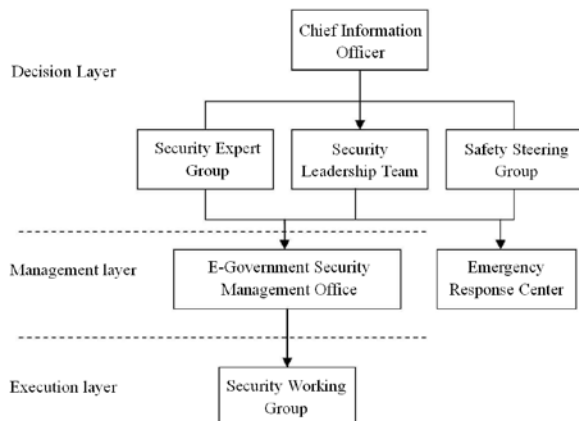 Chief Information
Officer
Decision Layer
Security Expert
Group
Security
Leadership Team
Safety Steering
Group
Management layer
E-Government Security
Management Office
Emergency
Response Center
Execution layer
Security Working
Group